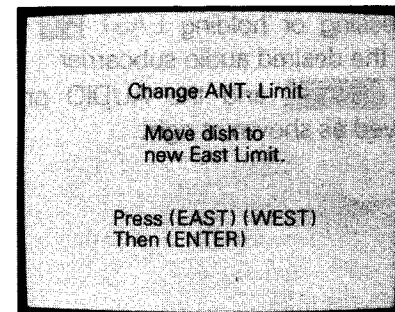 Change ANT. Limit
Move dish to
new East Limit.
Press (EAST) (WEST)
Then (ENTER)